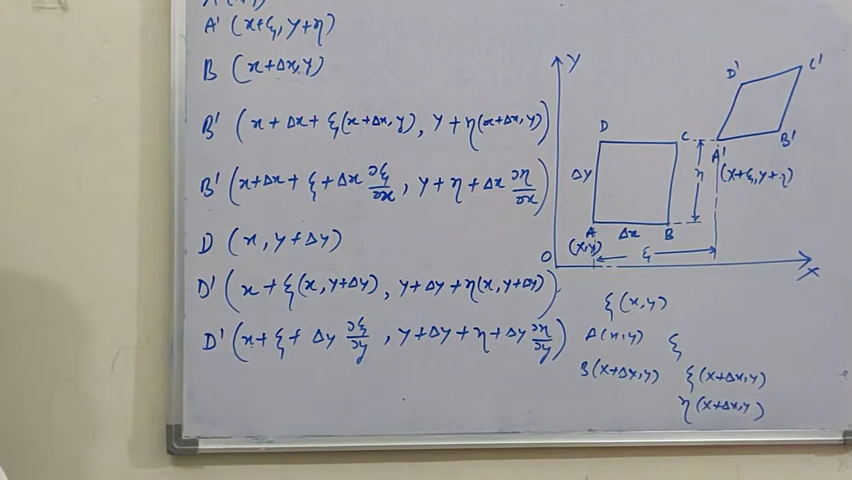 A'(x+ξ, y+η)
B (x+Δx, y)
B' (x+Δx+ξ(x+Δx, y), y+η(x+Δx, y))
B' (x+Δx+ξ+Δx ∂ξ/∂x, y+η+Δx ∂η/∂x)
D (x, y+Δy)
D' (x+ξ(x, y+Δy), y+Δy+η(x, y+Δy))
D' (x+ξ+Δy ∂ξ/∂y, y+Δy+η+Δy ∂η/∂y)
Y
D' C'
D C
A' B'
Δy η (x+ξ, y+η)
A Δx B
(x,y) ξ
O X
ξ(x,y)
A(x,y) ξ
B(x+Δx,y) ξ(x+Δx,y)
η(x+Δx,y)